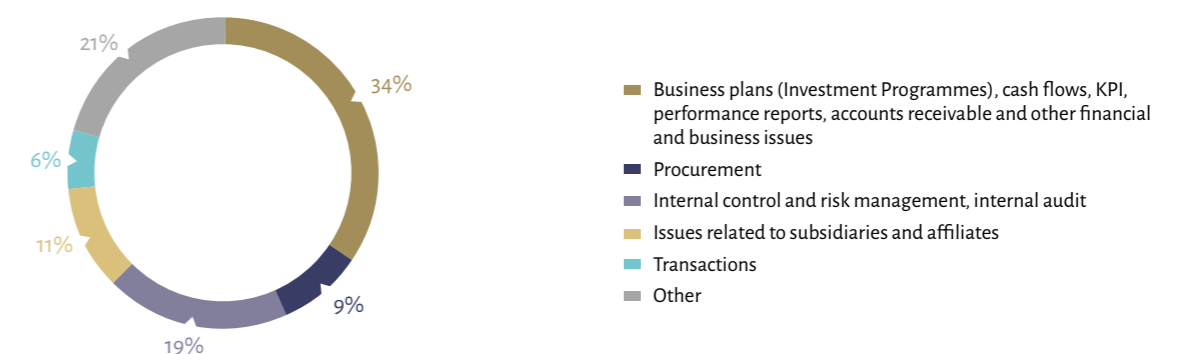 21%
34%
6%
11%
9%
19%
Business plans (Investment Programmes), cash flows, KPI,
performance reports, accounts receivable and other financial
and business issues
Procurement
Internal control and risk management, internal audit
Issues related to subsidiaries and affiliates
Transactions
Other